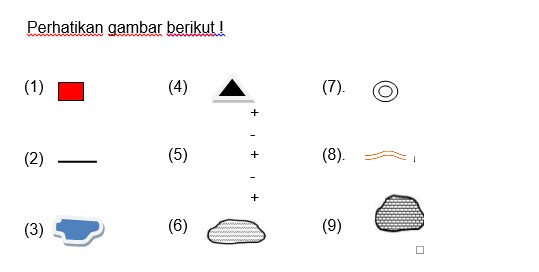 Perhatikan gambar berikut !
(1) (4) (7).
+
-
(2) (5) + (8).
-
+
(3) (6) (9)